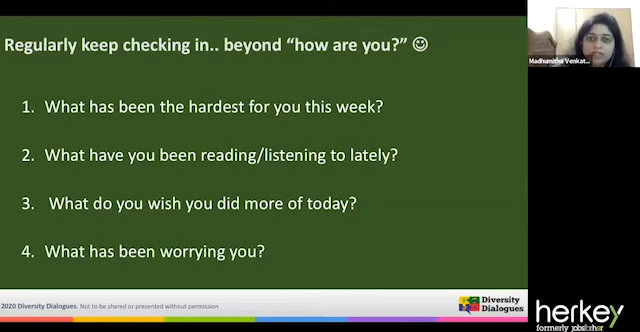 Regularly keep checking in.. beyond “how are you?” ☺
1. What has been the hardest for you this week?
2. What have you been reading/listening to lately?
3. What do you wish you did more of today?
4. What has been worrying you?
Madhunisha Venkat...
2020 Diversity Dialogues. Not to be shared or presented without permission
Diversity
Dialogues
herkey
formerly jobsforher